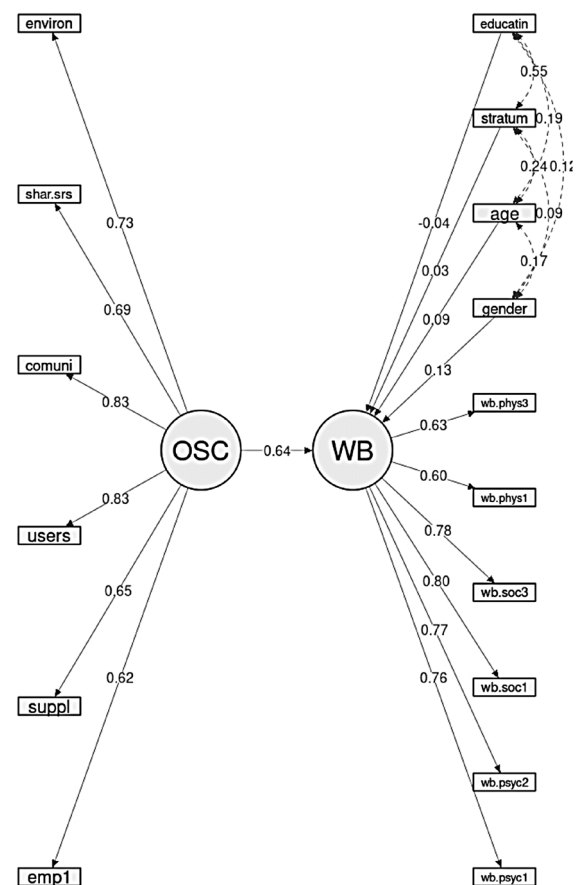 environ
educatin
0.55
stratum
0.19
0.24
0.12
shar.srs
age
0.09
0.73
-0.04
0.17
0.03
0.69
0.09
gender
comuni
0.13
0.83
wb.phys3
0.63
OSC
0.64
WB
0.60
0.83
wb.phys1
users
0.78
0.65
0.80
wb.soc3
0.77
0.62
0.76
wb.soc1
suppl
wb.psyc2
emp1
wb.psyc1